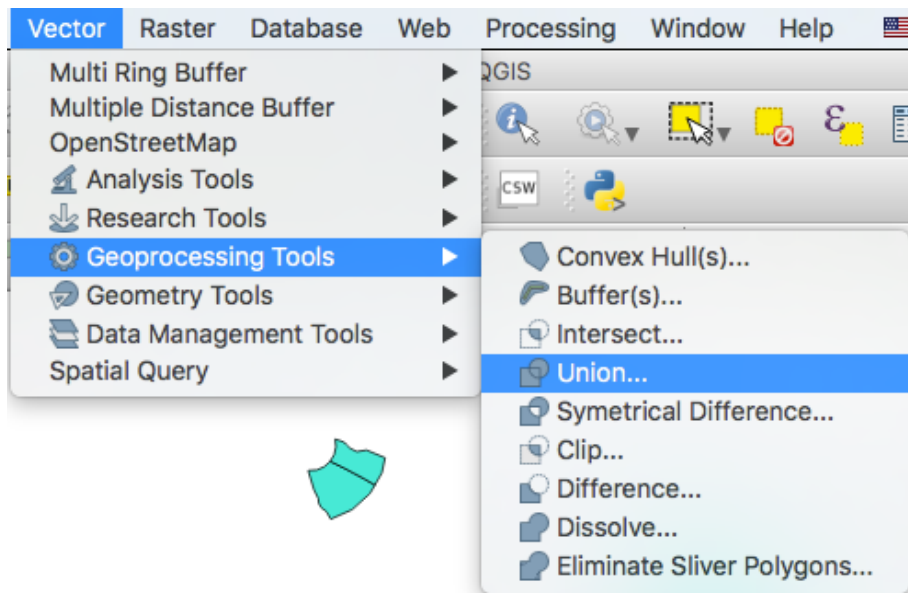 Vector Raster Database Web Processing Window Help
QGIS
Multi Ring Buffer
Multiple Distance Buffer
OpenStreetMap
Analysis Tools
Research Tools
Geoprocessing Tools
Geometry Tools
Data Management Tools
Spatial Query
ε
CSW
Convex Hull(s)...
Buffer(s)...
Intersect...
Union...
Symetrical Difference...
Clip...
Difference...
Dissolve...
Eliminate Sliver Polygons...